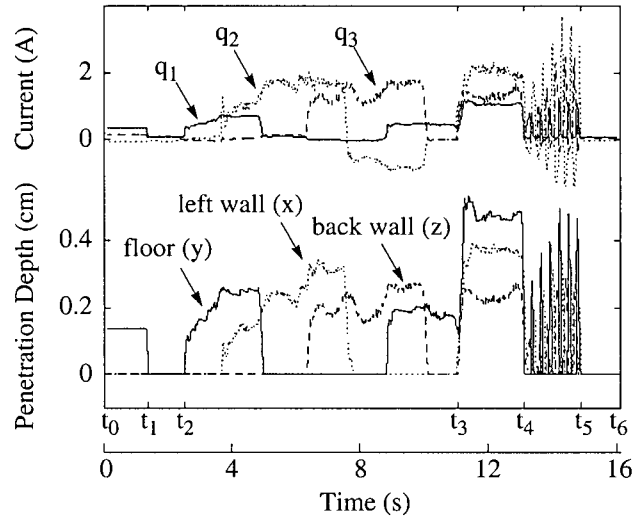 Current (A)
2
0
q1
q2
q3
Penetration Depth (cm)
0.4
0.2
0
floor (y)
left wall (x)
back wall (z)
t0 t1 t2 t3 t4 t5 t6
0 4 8 12 16
Time (s)